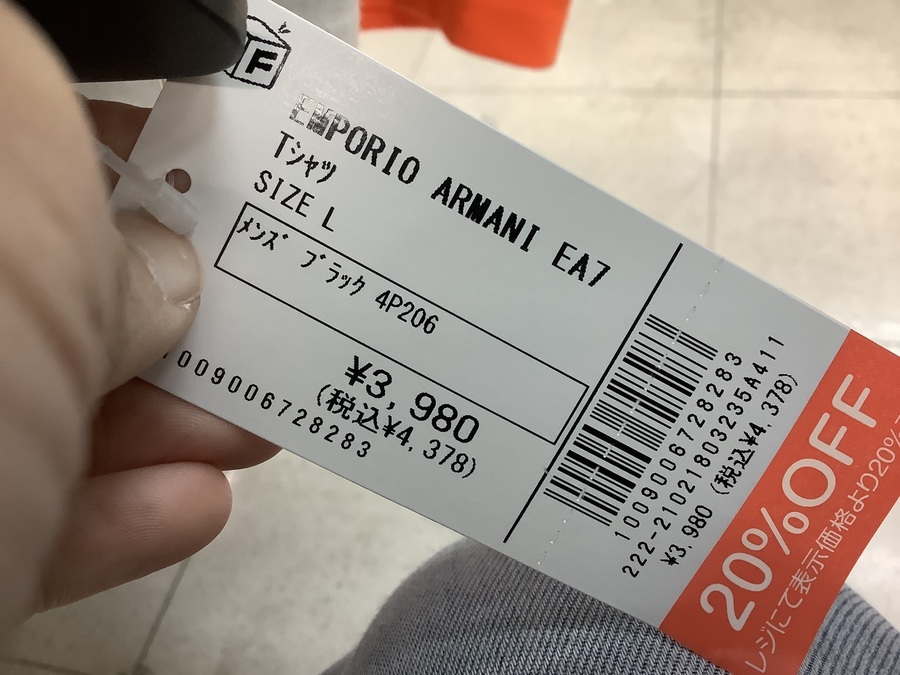 F
EMPORIO ARMANI EA7
Tシャツ
SIZE L
メンズ ブラック 4P206
¥3,980
(税込¥4,378)
1009006728283
1009006728283
222-21021803235A411
¥3,980 (税込¥4,378)
20%OFF
レジにて表示価格より20%